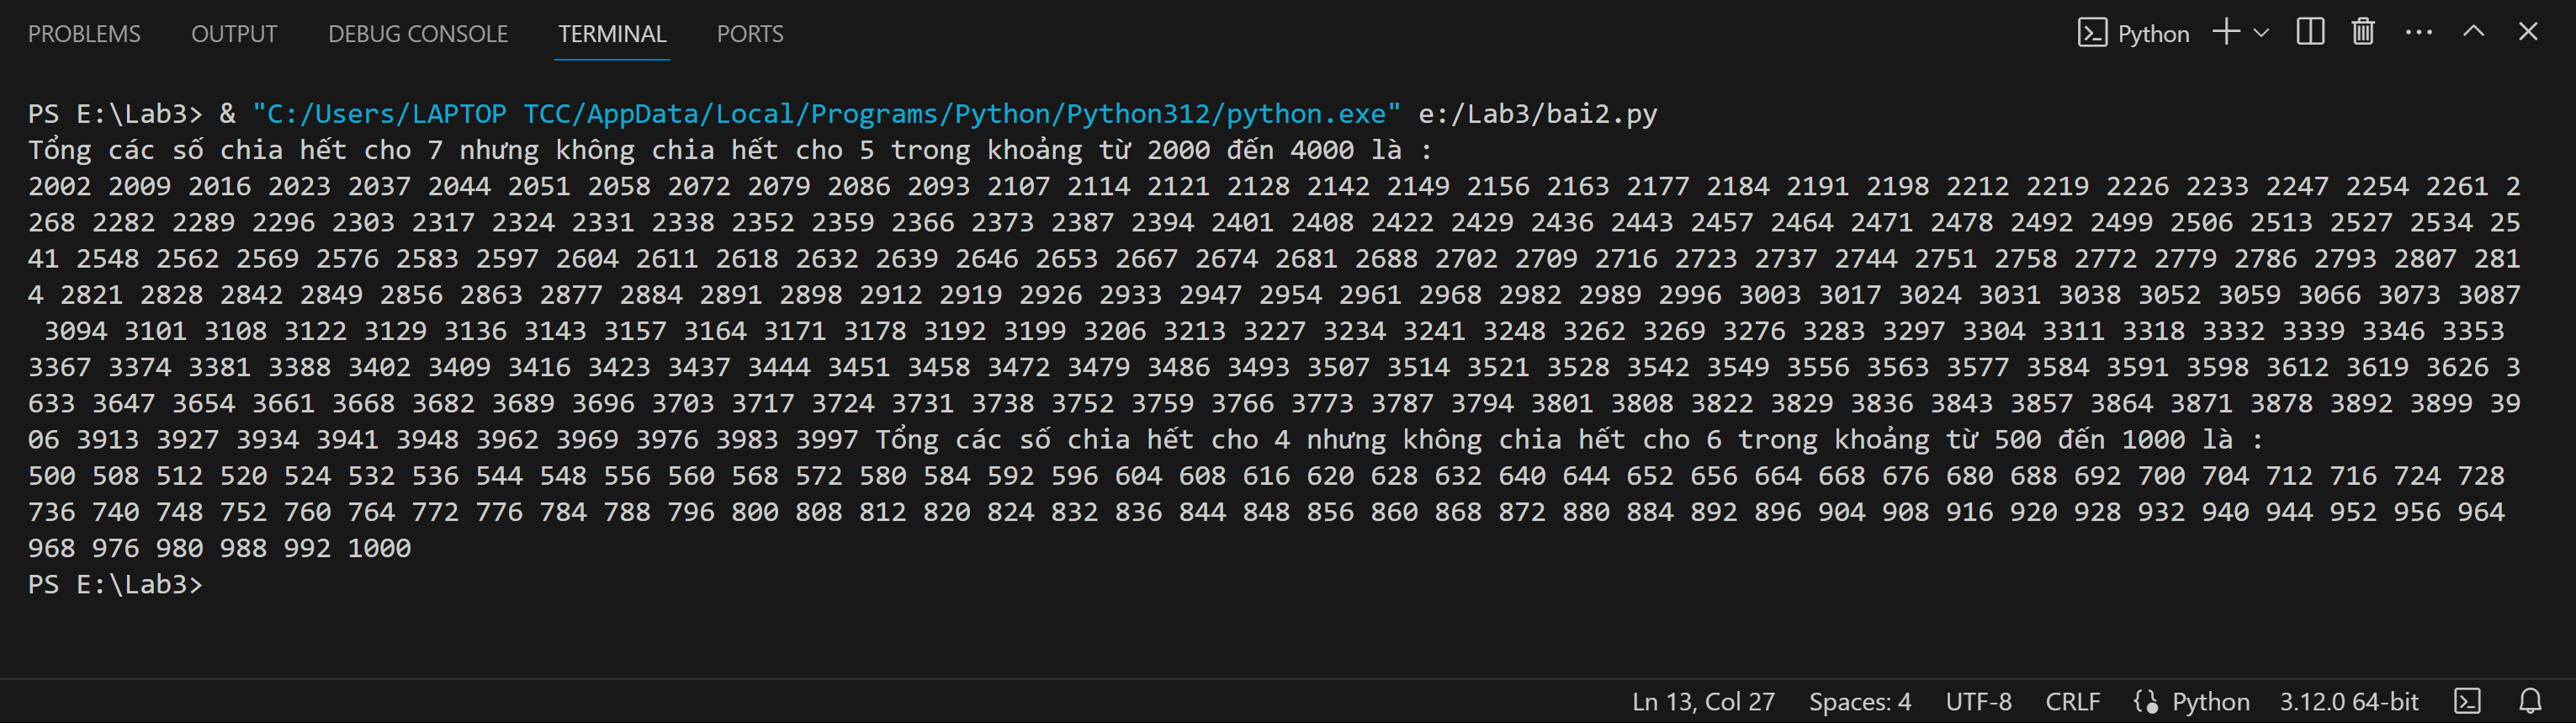 PROBLEMS OUTPUT DEBUG CONSOLE TERMINAL PORTS Python
PS E:\Lab3> & "C:/Users/LAPTOP TCC/AppData/Local/Programs/Python/Python312/python.exe" e:/Lab3/bai2.py
Tổng các số chia hết cho 7 nhưng không chia hết cho 5 trong khoảng từ 2000 đến 4000 là :
2002 2009 2016 2023 2037 2044 2051 2058 2072 2079 2086 2093 2107 2114 2121 2128 2142 2149 2156 2163 2177 2184 2191 2198 2212 2219 2226 2233 2247 2254 2261 2
268 2282 2289 2296 2303 2317 2324 2331 2338 2352 2359 2366 2373 2387 2394 2401 2408 2422 2429 2436 2443 2457 2464 2471 2478 2492 2499 2506 2513 2527 2534 25
41 2548 2562 2569 2576 2583 2597 2604 2611 2618 2632 2639 2646 2653 2667 2674 2681 2688 2702 2709 2716 2723 2737 2744 2751 2758 2772 2779 2786 2793 2807 281
4 2821 2828 2842 2849 2856 2863 2877 2884 2891 2898 2912 2919 2926 2933 2947 2954 2961 2968 2982 2989 2996 3003 3017 3024 3031 3038 3052 3059 3066 3073 3087
3094 3101 3108 3122 3129 3136 3143 3157 3164 3171 3178 3192 3199 3206 3213 3227 3234 3241 3248 3262 3269 3276 3283 3297 3304 3311 3318 3332 3339 3346 3353
3367 3374 3381 3388 3402 3409 3416 3423 3437 3444 3451 3458 3472 3479 3486 3493 3507 3514 3521 3528 3542 3549 3556 3563 3577 3584 3591 3598 3612 3619 3626 3
633 3647 3654 3661 3668 3682 3689 3696 3703 3717 3724 3731 3738 3752 3759 3766 3773 3787 3794 3801 3808 3822 3829 3836 3843 3857 3864 3871 3878 3892 3899 39
06 3913 3927 3934 3941 3948 3962 3969 3976 3983 3997 Tổng các số chia hết cho 4 nhưng không chia hết cho 6 trong khoảng từ 500 đến 1000 là :
500 508 512 520 524 532 536 544 548 556 560 568 572 580 584 592 596 604 608 616 620 628 632 640 644 652 656 664 668 676 680 688 692 700 704 712 716 724 728
736 740 748 752 760 764 772 776 784 788 796 800 808 812 820 824 832 836 844 848 856 860 868 872 880 884 892 896 904 908 916 920 928 932 940 944 952 956 964
968 976 980 988 992 1000
PS E:\Lab3>
Ln 13, Col 27 Spaces: 4 UTF-8 CRLF Python 3.12.0 64-bit